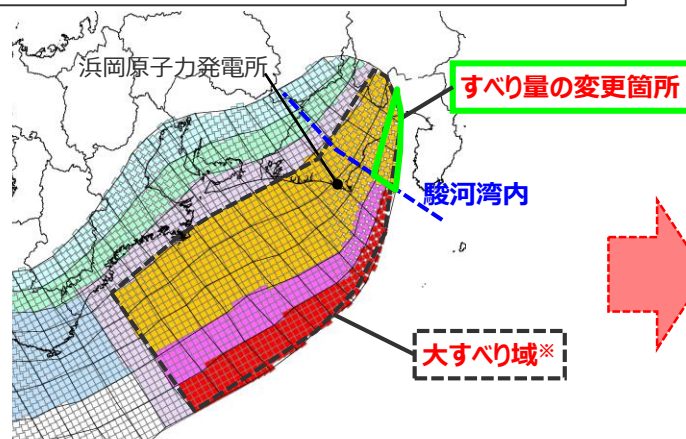 浜岡原子力発電所
すべり量の変更箇所
駿河湾内
大すべり域※